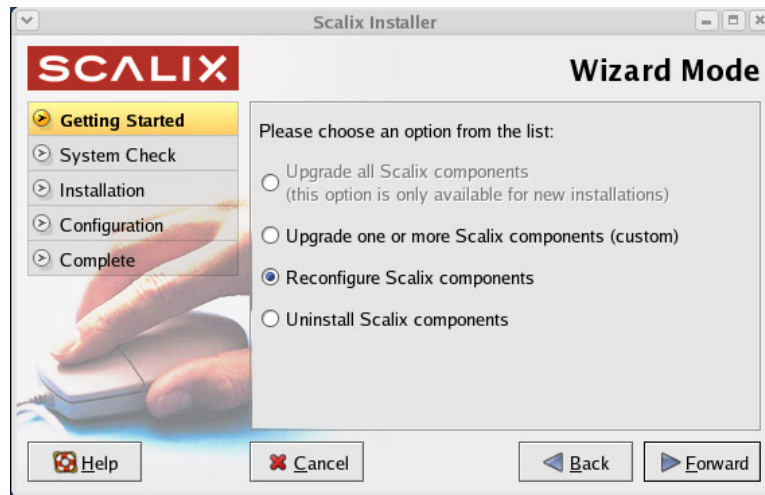 Scalix Installer
SCALIX
Wizard Mode
Getting Started
System Check
Installation
Configuration
Complete
Please choose an option from the list:
Upgrade all Scalix components
(this option is only available for new installations)
Upgrade one or more Scalix components (custom)
Reconfigure Scalix components
Uninstall Scalix components
Help
Cancel
Back
Forward